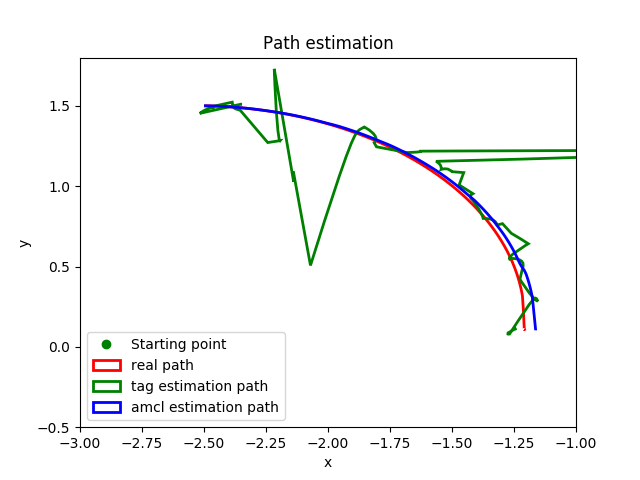 Path estimation
y
1.5
1.0
0.5
0.0
−0.5
Starting point
real path
tag estimation path
amcl estimation path
−3.00 −2.75 −2.50 −2.25 −2.00 −1.75 −1.50 −1.25 −1.00
x